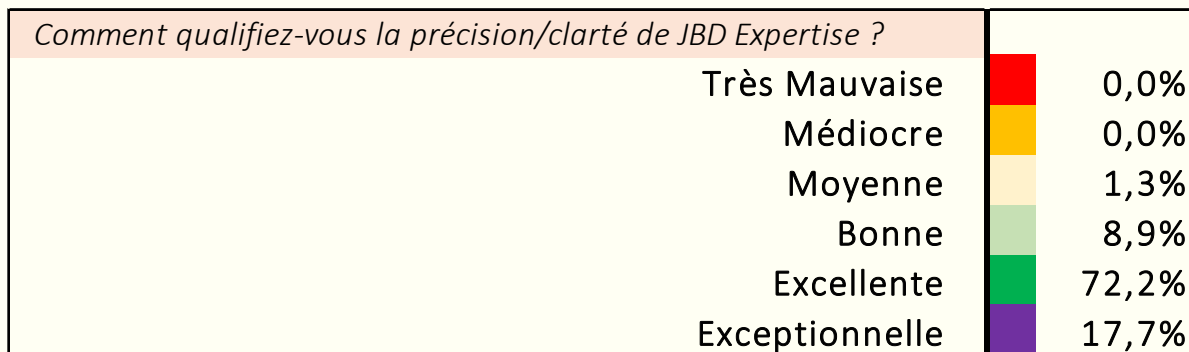 Comment qualifiez-vous la précision/clarté de JBD Expertise ?
Très Mauvaise 0,0%
Médiocre 0,0%
Moyenne 1,3%
Bonne 8,9%
Excellente 72,2%
Exceptionnelle 17,7%